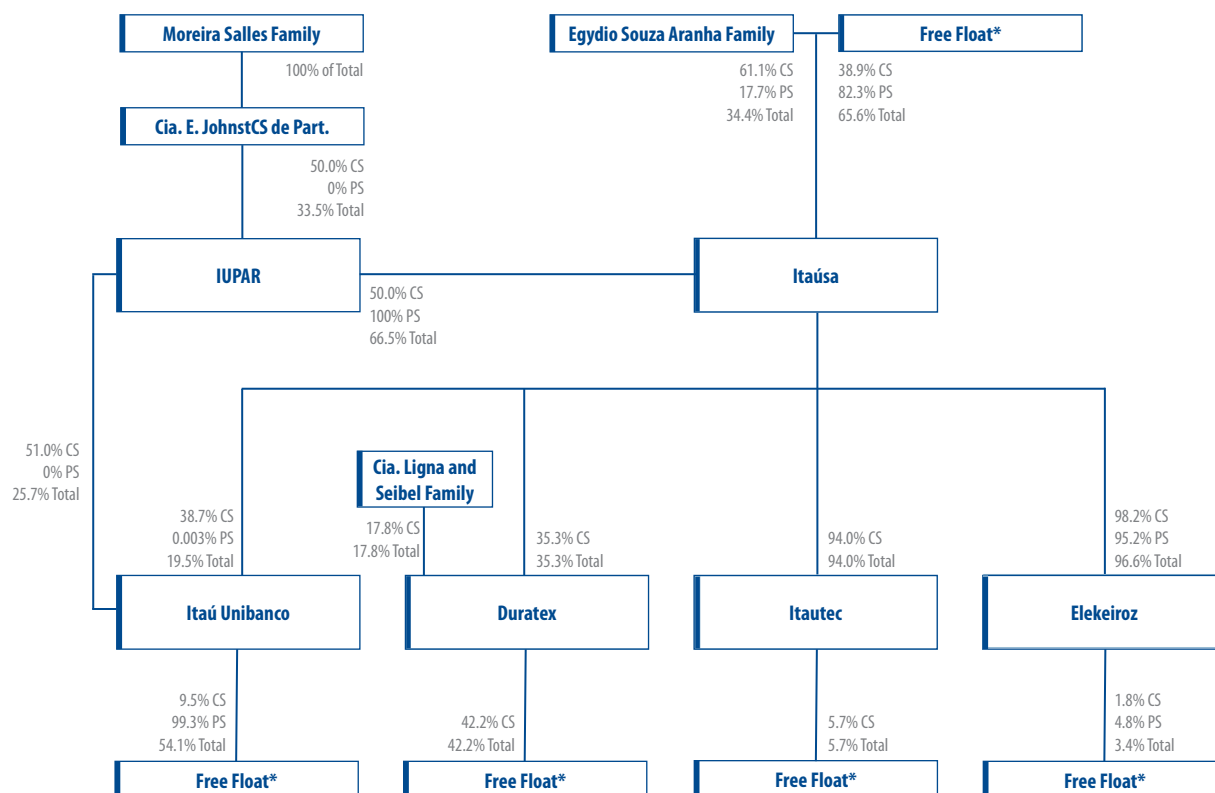 Moreira Salles Family
Egydio Souza Aranha Family
Free Float*
100% of Total
61.1% CS
17.7% PS
34.4% Total
38.9% CS
82.3% PS
65.6% Total
Cia. E. JohnstCS de Part.
50.0% CS
0% PS
33.5% Total
IUPAR
Itaúsa
50.0% CS
100% PS
66.5% Total
51.0% CS
0% PS
25.7% Total
Cia. Ligna and
Seibel Family
38.7% CS
0.003% PS
19.5% Total
17.8% CS
17.8% Total
35.3% CS
35.3% Total
94.0% CS
94.0% Total
98.2% CS
95.2% PS
96.6% Total
Itaú Unibanco
Duratex
Itautec
Elekeiroz
9.5% CS
99.3% PS
54.1% Total
42.2% CS
42.2% Total
5.7% CS
5.7% Total
1.8% CS
4.8% PS
3.4% Total
Free Float*
Free Float*
Free Float*
Free Float*